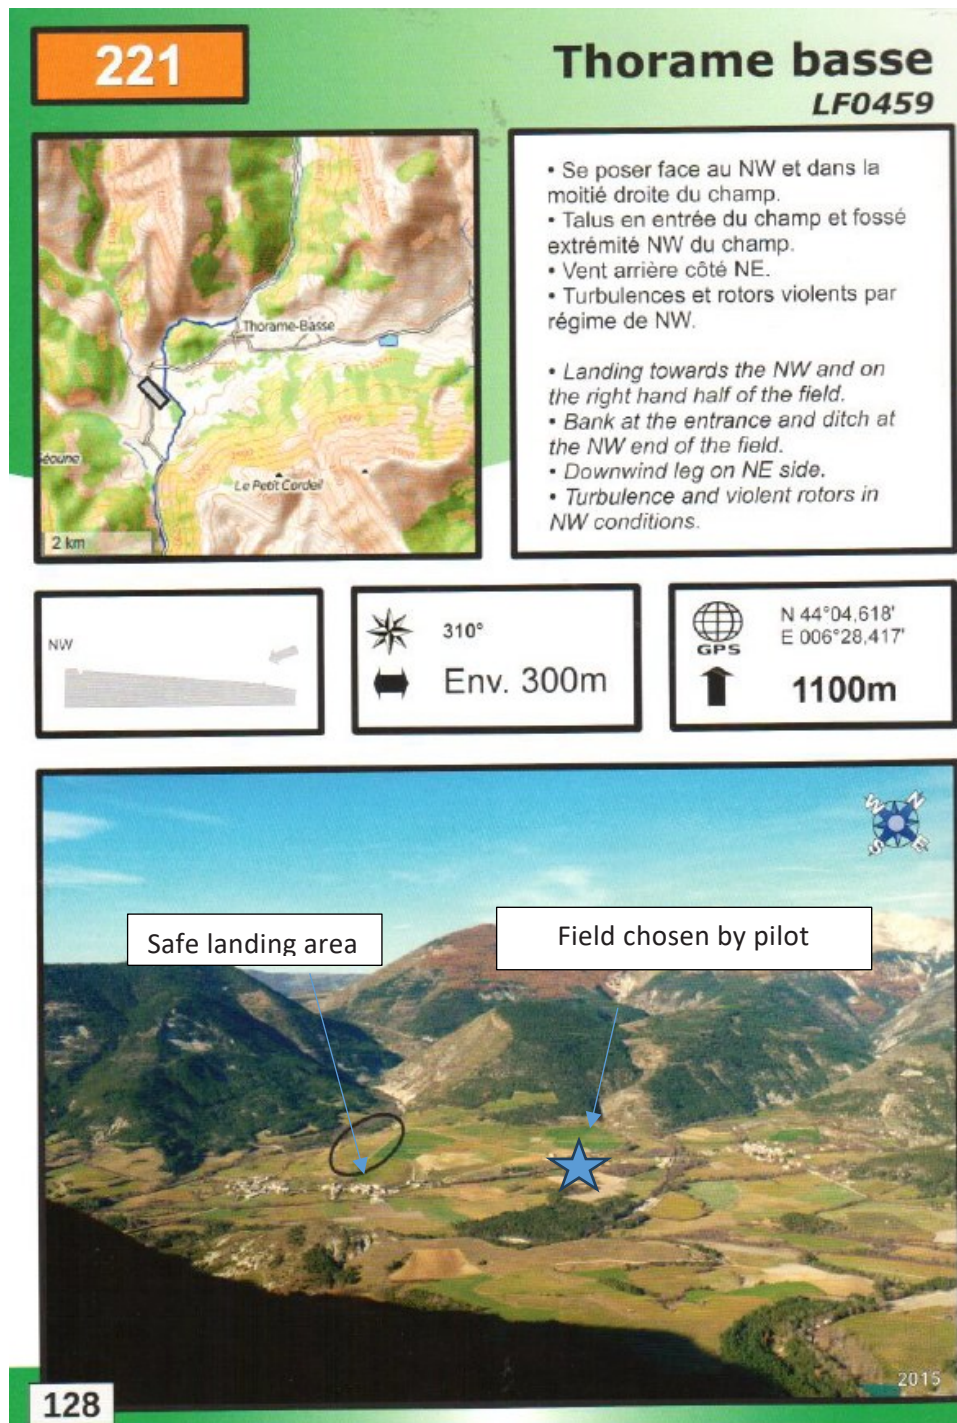 221
Thorame basse
LF0459
• Se poser face au NW et dans la
moitié droite du champ.
• Talus en entrée du champ et fossé
extrémité NW du champ.
• Vent arrière côté NE.
• Turbulences et rotors violents par
régime de NW.
• Landing towards the NW and on
the right hand half of the field.
• Bank at the entrance and ditch at
the NW end of the field.
• Downwind leg on NE side.
• Turbulence and violent rotors in
NW conditions.
Thorame-Basse
Le Petit Cordeil
2 km
NW
310°
Env. 300m
GPS
N 44°04,618'
E 006°28,417'
1100m
W N
S E
Safe landing area
Field chosen by pilot
2015
128